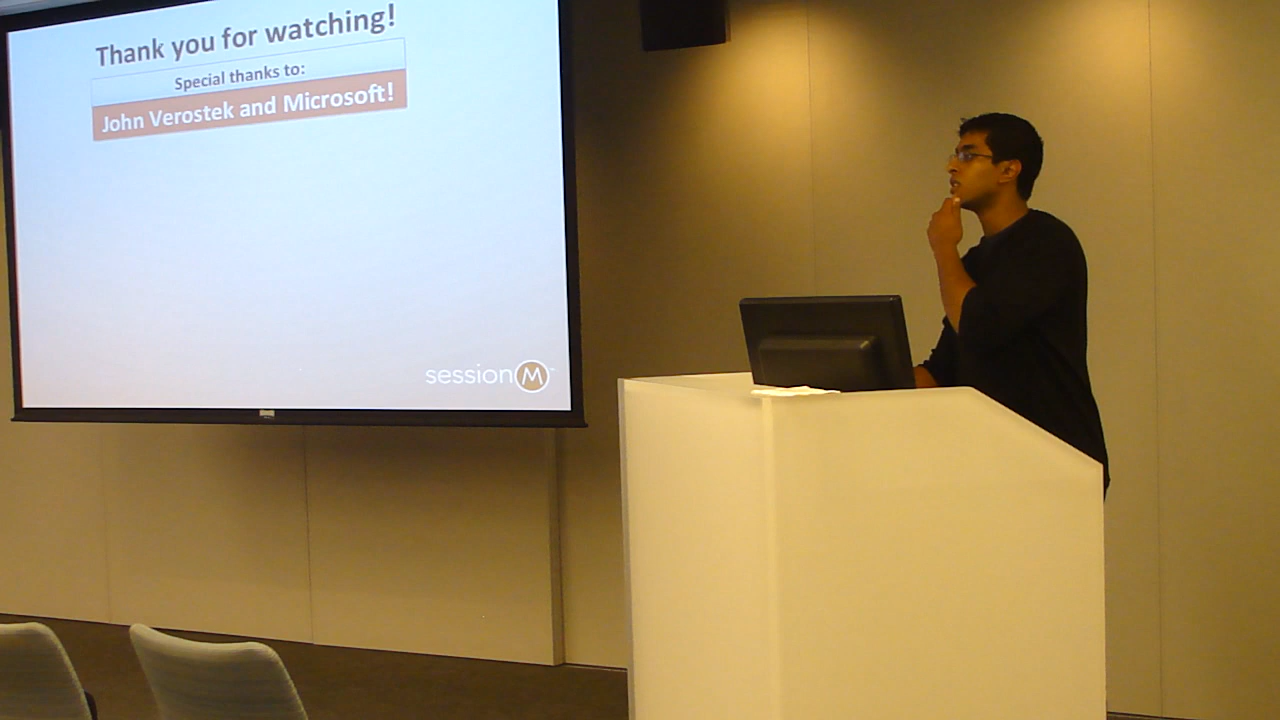 Thank you for watching!
Special thanks to:
John Verostek and Microsoft!
sessionM